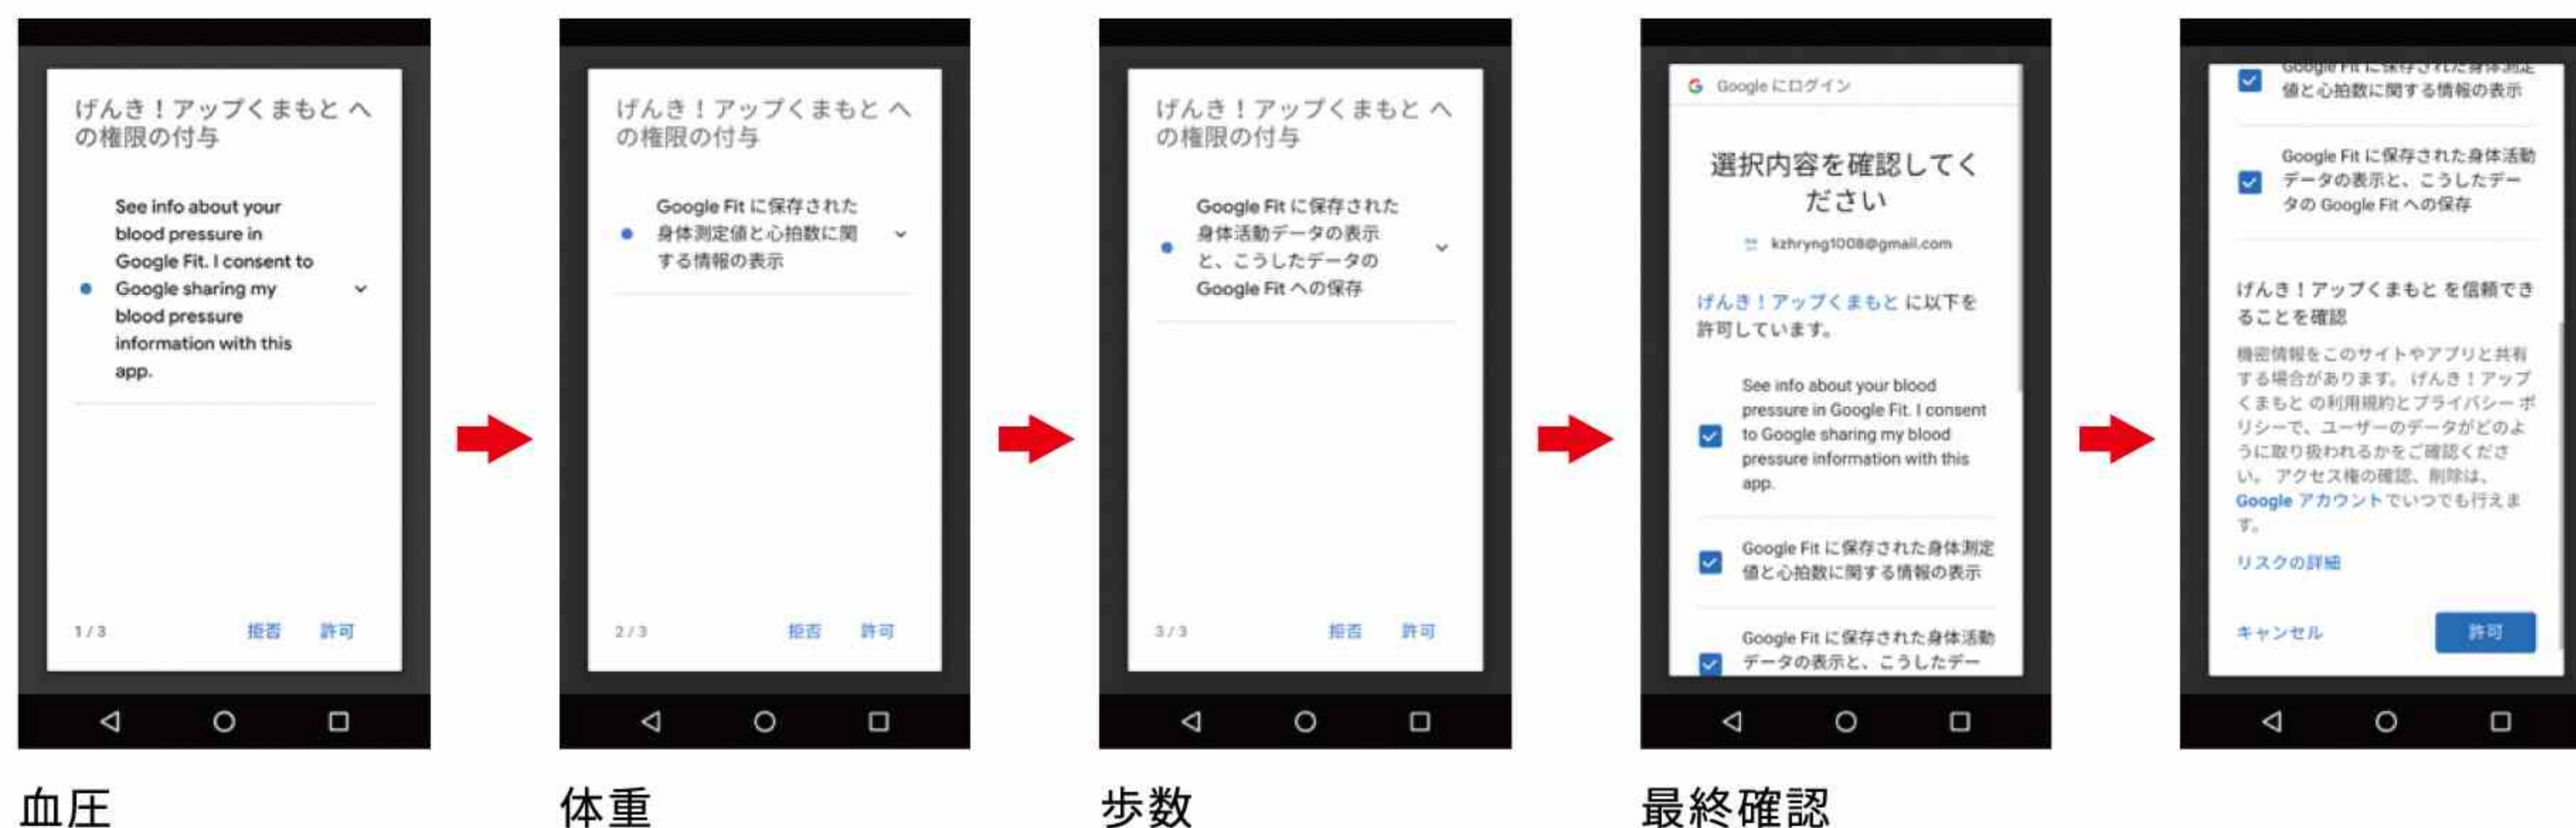 げんき！アップくまもと へ
の権限の付与
See info about your
blood pressure in
Google Fit. I consent to
Google sharing my
blood pressure
information with this
app.
1 / 3
拒否
許可
血圧
げんき！アップくまもと へ
の権限の付与
Google Fit に保存された
身体測定値と心拍数に関
する情報の表示
2 / 3
拒否
許可
体重
げんき！アップくまもと へ
の権限の付与
Google Fit に保存された
身体活動データの表示
と、こうしたデータの
Google Fit への保存
3 / 3
拒否
許可
歩数
G Google にログイン
選択内容を確認してく
ださい
kzhryng1008@gmail.com
げんき！アップくまもと に以下を
許可しています。
See info about your blood
pressure in Google Fit. I consent
to Google sharing my blood
pressure information with this
app.
Google Fit に保存された身体測定
値と心拍数に関する情報の表示
Google Fit に保存された身体活動
データの表示と、こうしたデー
最終確認
Google Fit に保存された身体測定
値と心拍数に関する情報の表示
Google Fit に保存された身体活動
データの表示と、こうしたデー
タの Google Fit への保存
げんき！アップくまもと を信頼でき
ることを確認
機密情報をこのサイトやアプリと共有
する場合があります。 げんき！アップ
くまもと の利用規約とプライバシー ポ
リシーで、ユーザーのデータがどのよ
うに取り扱われるかをご確認くださ
い。 アクセス権の確認、削除は、
Google アカウントでいつでも行えま
す。
リスクの詳細
キャンセル
許可